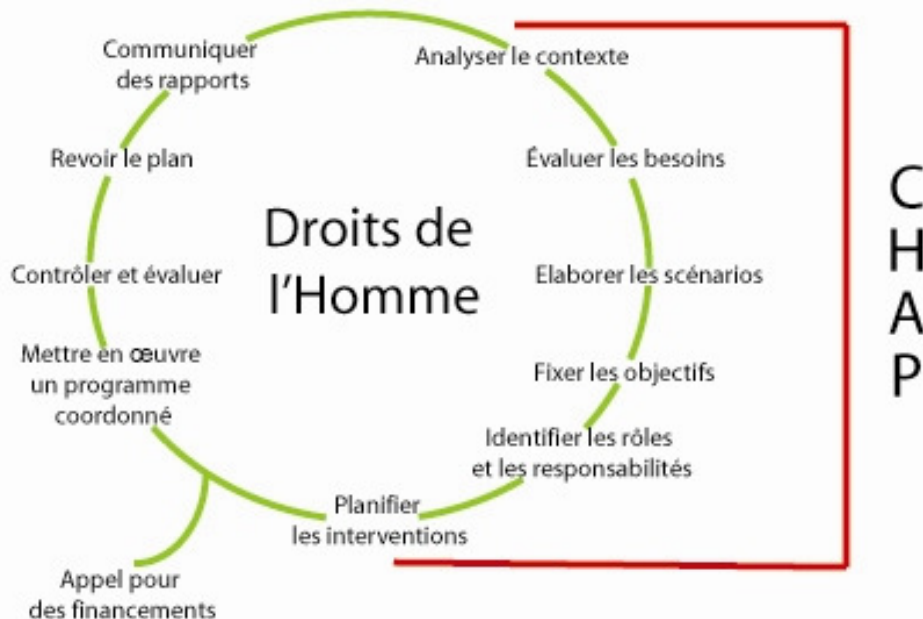 Communiquer
des rapports
Analyser le contexte
Revoir le plan
Évaluer les besoins
Droits de
l'Homme
Contrôler et évaluer
Elaborer les scénarios
Mettre en œuvre
un programme
coordonné
Fixer les objectifs
Identifier les rôles
et les responsabilités
Planifier
les interventions
Appel pour
des financements
C
H
A
P